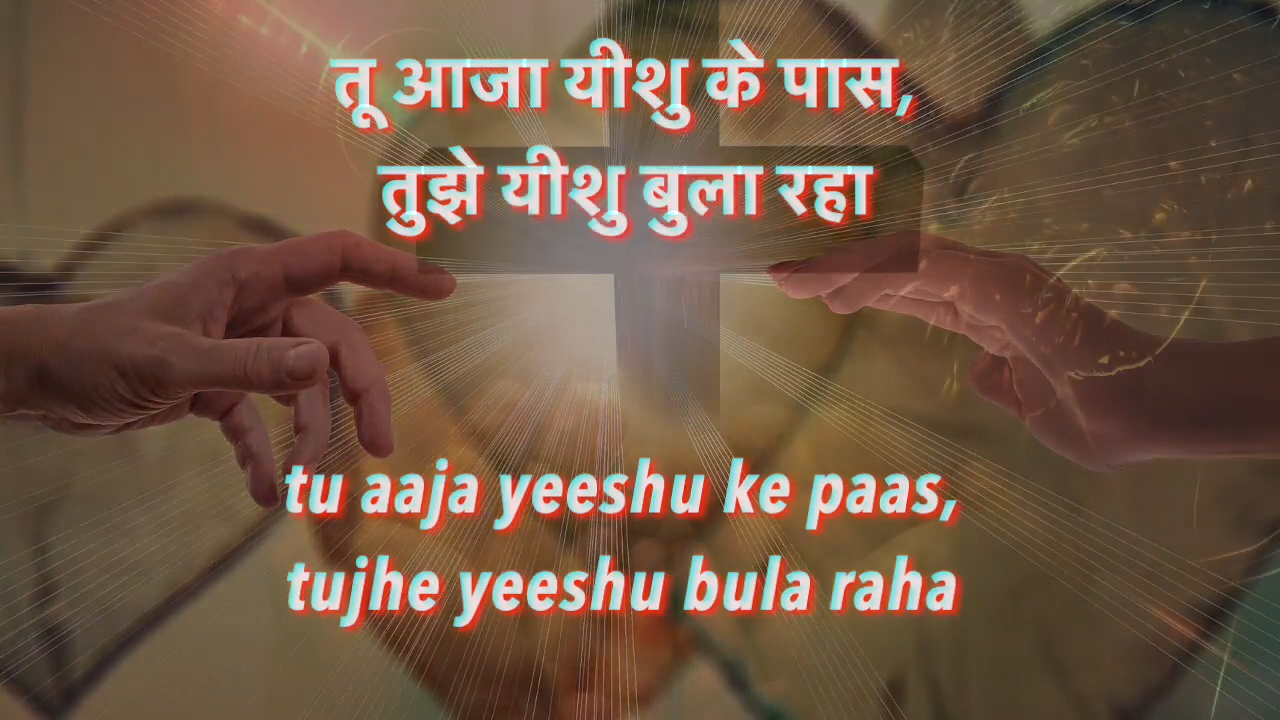 तू आजा यीशु के पास,
तुझे यीशु बुला रहा
tu aaja yeeshu ke paas,
tujhe yeeshu bula raha